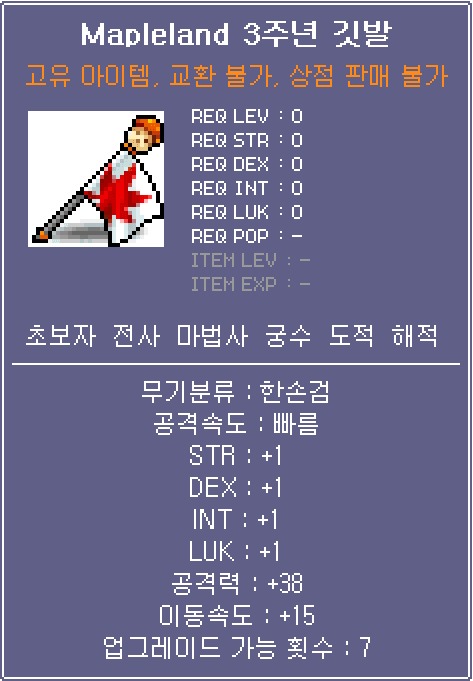 Mapleland 3주년 깃발
고유 아이템, 교환 불가, 상점 판매 불가
REQ LEV : 0
REQ STR : 0
REQ DEX : 0
REQ INT : 0
REQ LUK : 0
REQ POP : -
ITEM LEV : -
ITEM EXP : -
초보자 전사 마법사 궁수 도적 해적
무기분류 : 한손검
공격속도 : 빠름
STR : +1
DEX : +1
INT : +1
LUK : +1
공격력 : +38
이동속도 : +15
업그레이드 가능 횟수 : 7